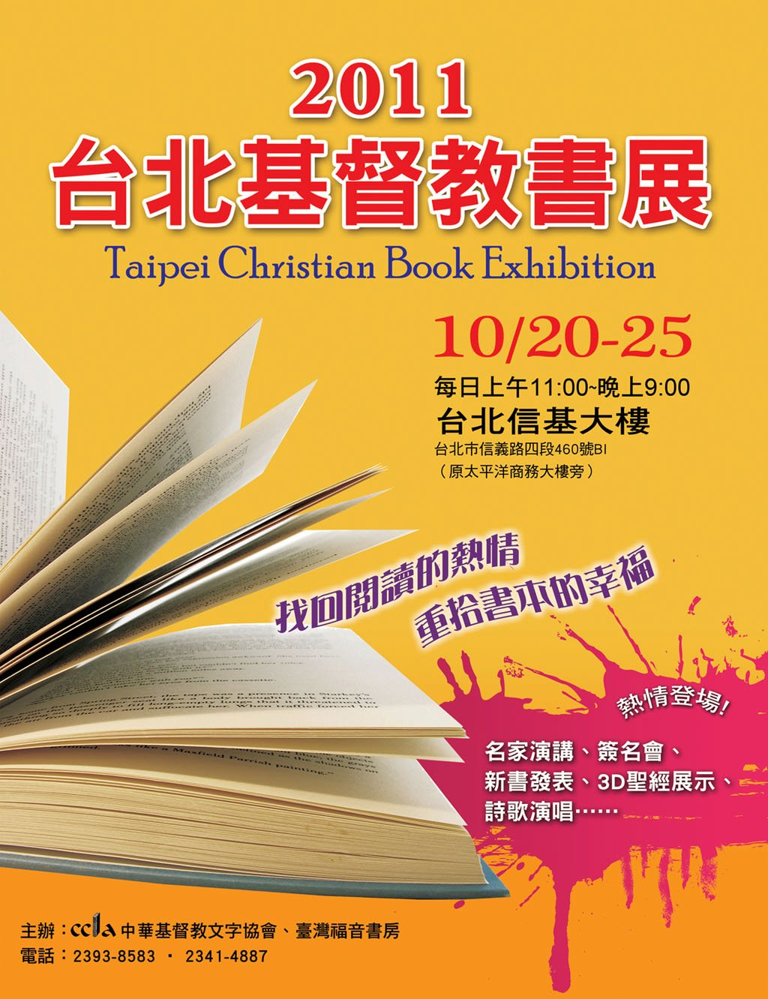 2011
台北基督教書展
Taipei Christian Book Exhibition
10/20-25
每日上午11:00~晚上9:00
台北信基大樓
台北市信義路四段460號BI
（原太平洋商務大樓旁）
找回閱讀的熱情
重拾書本的幸福
熱情登場!
名家演講、簽名會、
新書發表、3D聖經展示、
詩歌演唱⋯⋯
主辦：ccla 中華基督教文字協會、臺灣福音書房
電話：2393-8583 · 2341-4887